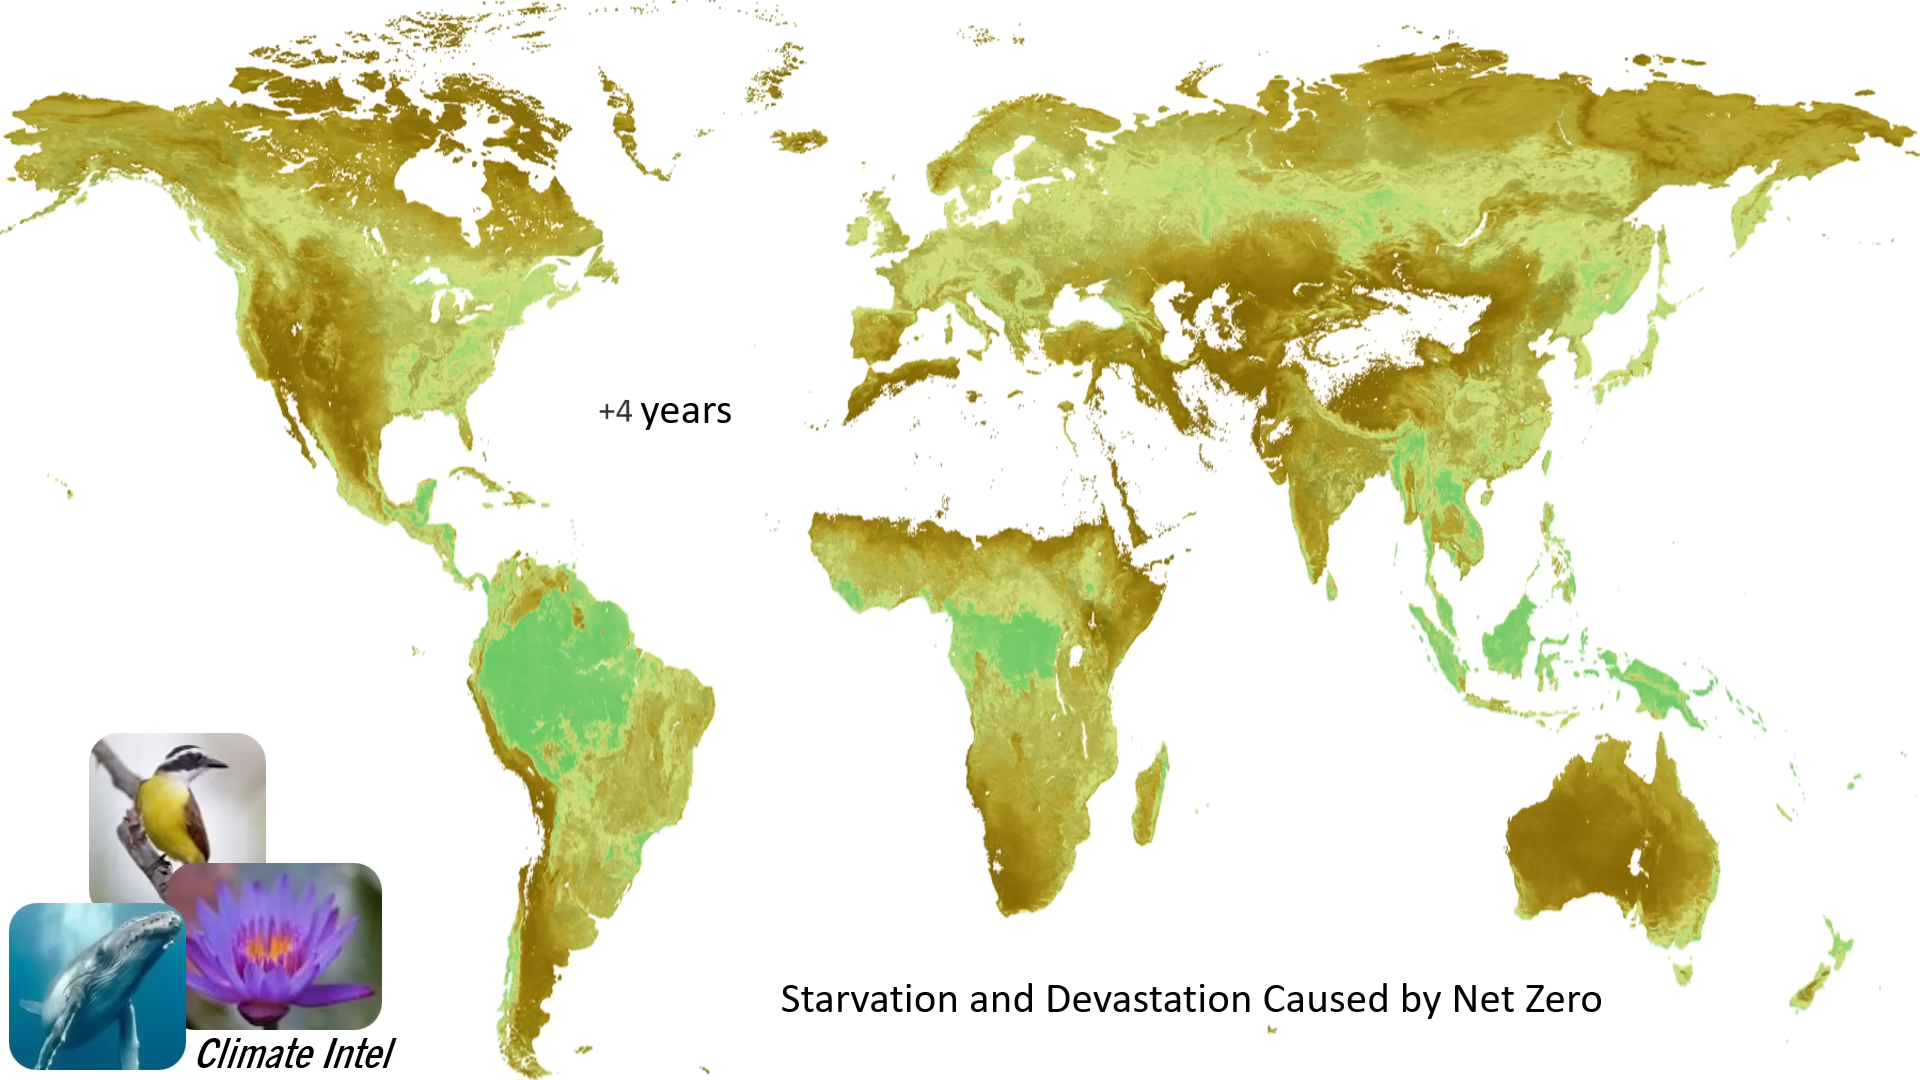 +4 years
Starvation and Devastation Caused by Net Zero
Climate Intel